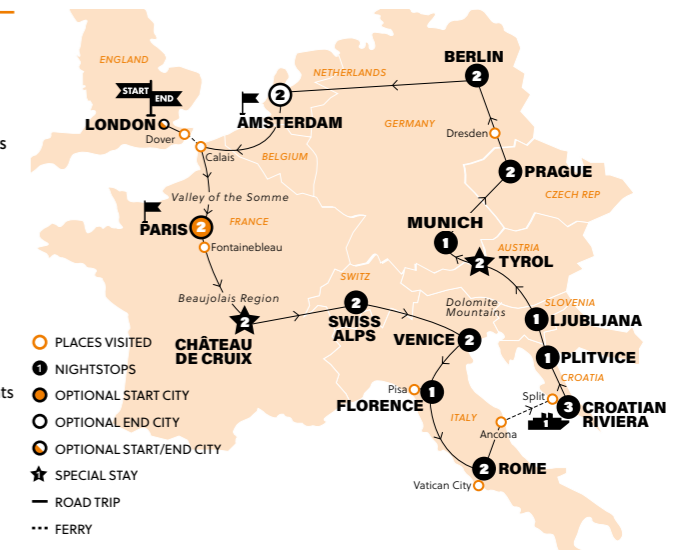 ENGLAND
BERLIN
2
NETHERLANDS
START
END
2
LONDON
AMSTERDAM
Dover
GERMANY
Dresden
s
Calais
BELGIUM
2
PRAGUE
CZECH REP
Valley of the Somme
FRANCE
PARIS
2
MUNICH
1
AUSTRIA
Fontainebleau
2
TYROL
SWITZ
Beaujolais Region
2
Dolomite
Mountains
SLOVENIA
2
SWISS
ALPS
CHÂTEAU
DE CRUIX
VENICE
2
1
LJUBLJANA
1
PLITVICE
CROATIA
PLACES VISITED
1
NIGHTSTOPS
Pisa
1
FLORENCE
Split
3
CROATIAN
RIVIERA
1
its
OPTIONAL START CITY
OPTIONAL END CITY
ITALY
Ancona
OPTIONAL START/END CITY
2
ROME
1
SPECIAL STAY
Vatican City
ROAD TRIP
FERRY